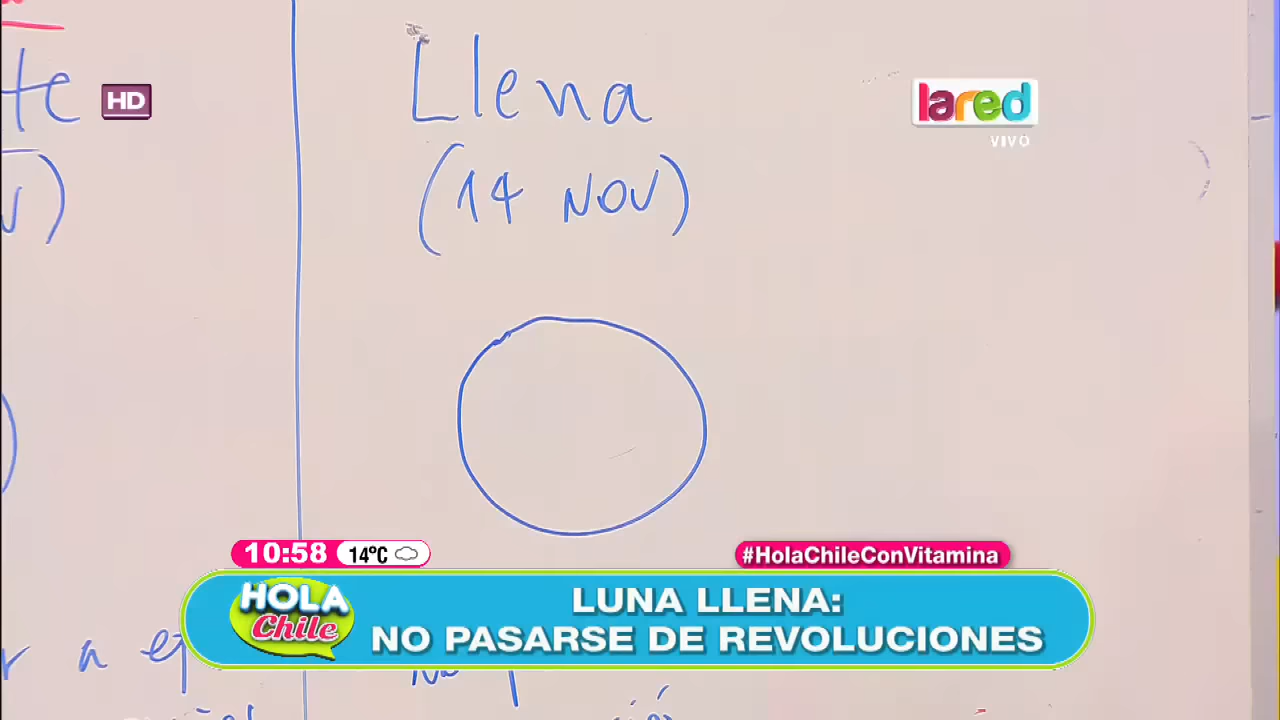 HD
lared
VIVO
Llena
(14 NOV)
10:58
14°C
#HolaChileConVitamina
HOLA
Chile
LUNA LLENA:
NO PASARSE DE REVOLUCIONES